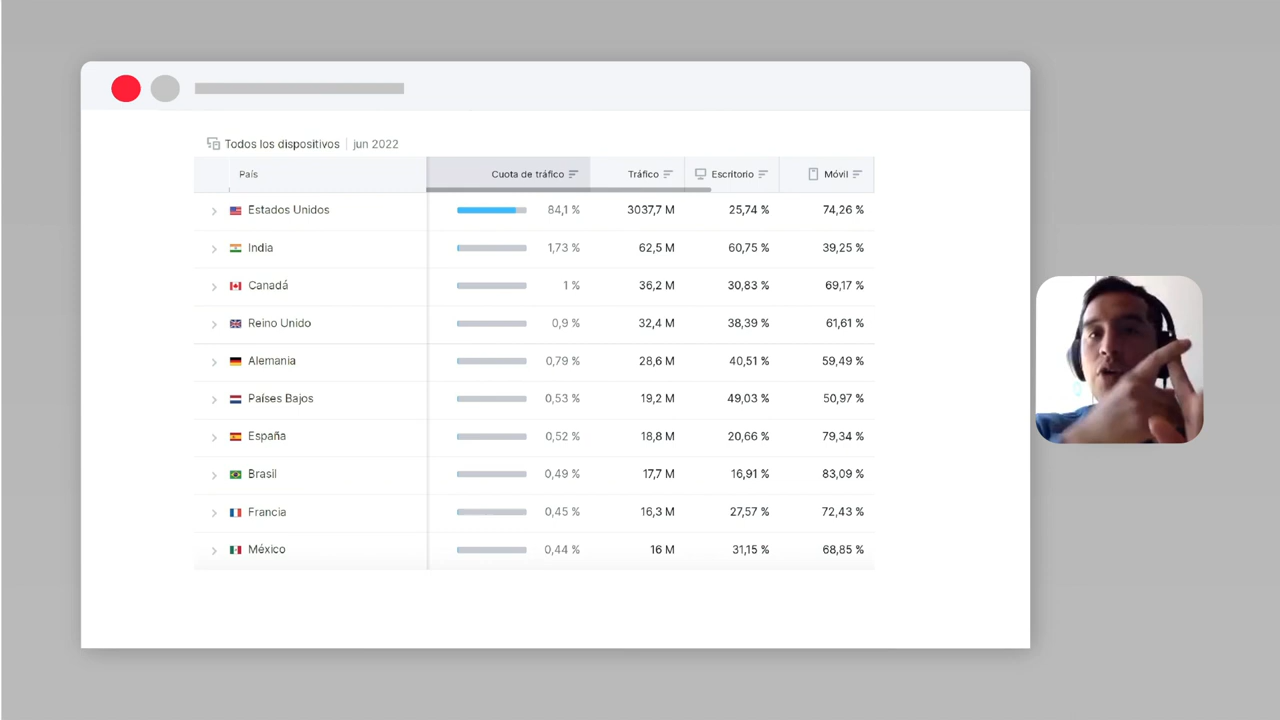 Todos los dispositivos jun 2022
País Cuota de tráfico Tráfico Escritorio Móvil
Estados Unidos 84,1 % 3037,7 M 25,74 % 74,26 %
India 1,73 % 62,5 M 60,75 % 39,25 %
Canadá 1 % 36,2 M 30,83 % 69,17 %
Reino Unido 0,9 % 32,4 M 38,39 % 61,61 %
Alemania 0,79 % 28,6 M 40,51 % 59,49 %
Países Bajos 0,53 % 19,2 M 49,03 % 50,97 %
España 0,52 % 18,8 M 20,66 % 79,34 %
Brasil 0,49 % 17,7 M 16,91 % 83,09 %
Francia 0,45 % 16,3 M 27,57 % 72,43 %
México 0,44 % 16 M 31,15 % 68,85 %